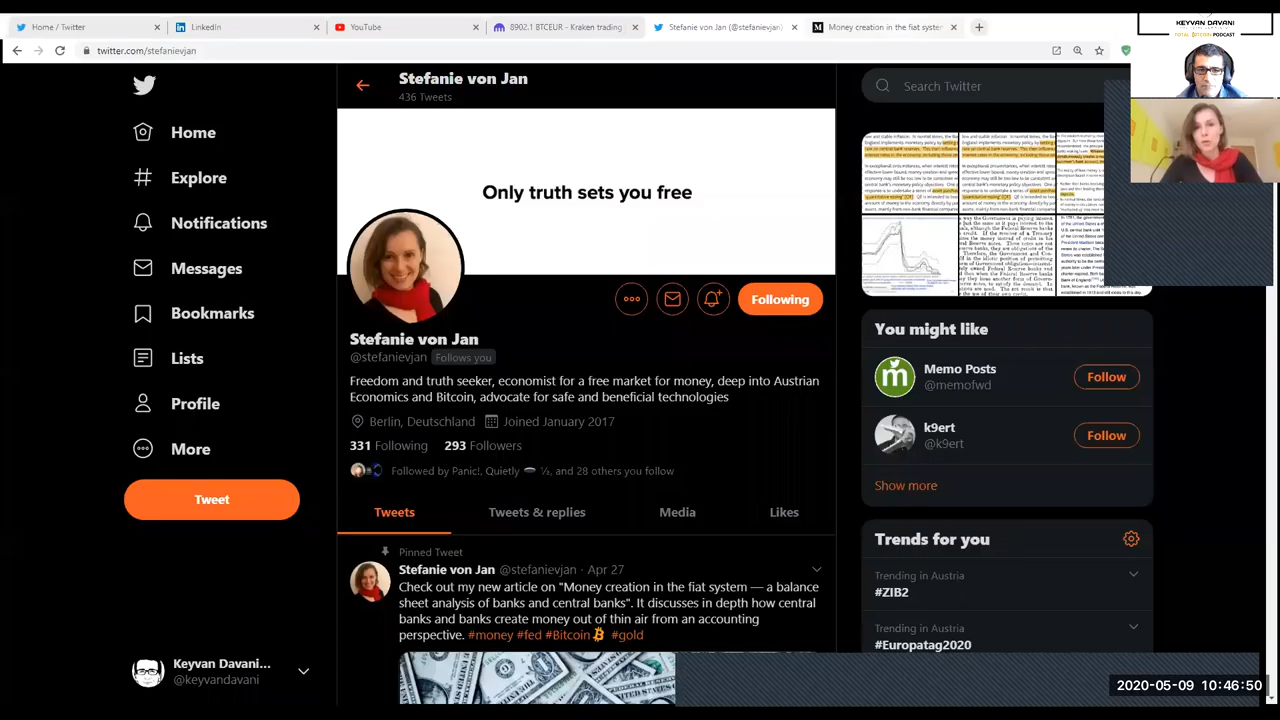 Home / Twitter
LinkedIn
YouTube
8902.1 BTCEUR - Kraken trading
Stefanie von Jan (@stefanievjan)
Money creation in the fiat system
twitter.com/stefanievjan
KEYVAN DAVANI
TOTAL BITCOIN PODCAST
Home
Explore
Notifications
Messages
Bookmarks
Lists
Profile
More
Tweet
Keyvan Davani...
@keyvandavani
Stefanie von Jan
436 Tweets
Only truth sets you free
Following
Stefanie von Jan
@stefanievjan Follows you
Freedom and truth seeker, economist for a free market for money, deep into Austrian
Economics and Bitcoin, advocate for safe and beneficial technologies
Berlin, Deutschland Joined January 2017
331 Following 293 Followers
Followed by Panic!, Quietly ⅓, and 28 others you follow
Tweets Tweets & replies Media Likes
Pinned Tweet
Stefanie von Jan @stefanievjan · Apr 27
Check out my new article on "Money creation in the fiat system — a balance
sheet analysis of banks and central banks". It discusses in depth how central
banks and banks create money out of thin air from an accounting
perspective. #money #fed #Bitcoin #gold
Search Twitter
You might like
Memo Posts
@memofwd
Follow
k9ert
@k9ert
Follow
Show more
Trends for you
Trending in Austria
#ZIB2
Trending in Austria
#Europatag2020
2020-05-09 10:46:50